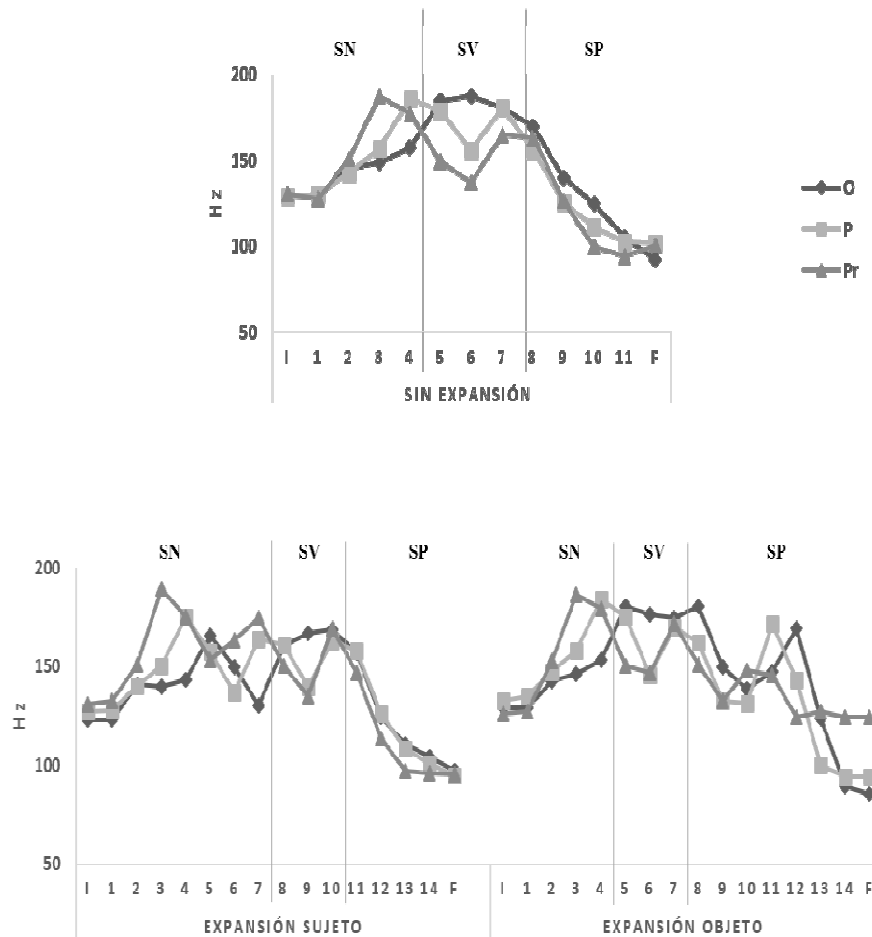 SN SV SP
200
150
100
50
Hz
I 1 2 3 4 5 6 7 8 9 10 11 F
SIN EXPANSIÓN
O
P
Pr
SN SV SP SN SV SP
200
150
100
50
Hz
I 1 2 3 4 5 6 7 8 9 10 11 12 13 14 F I 1 2 3 4 5 6 7 8 9 10 11 12 13 14 F
EXPANSIÓN SUJETO EXPANSIÓN OBJETO